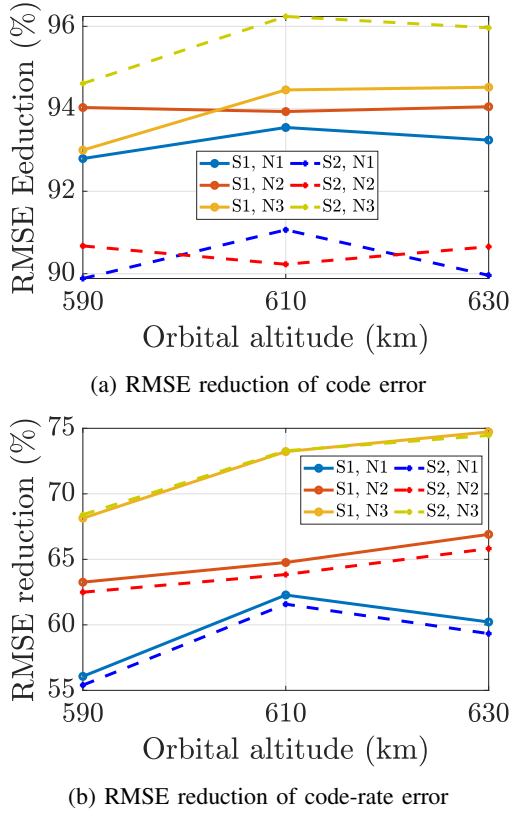 RMSE Eeduction (%)
96
94
92
90
S1, N1 S2, N1
S1, N2 S2, N2
S1, N3 S2, N3
590 610 630
Orbital altitude (km)
(a) RMSE reduction of code error
RMSE reduction (%)
75
70
65
60
55
S1, N1 S2, N1
S1, N2 S2, N2
S1, N3 S2, N3
590 610 630
Orbital altitude (km)
(b) RMSE reduction of code-rate error